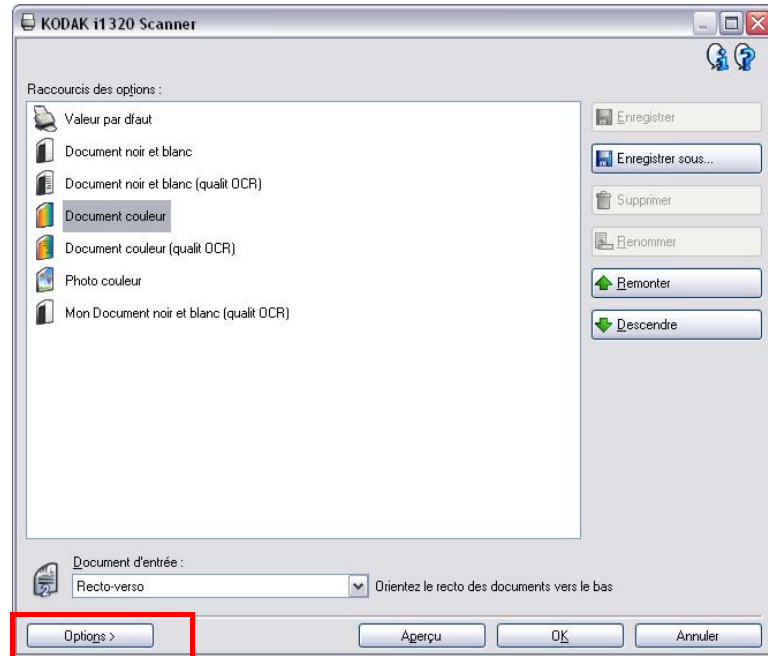 KODAK i1320 Scanner
Raccourcis des options :
Valeur par dfaut
Document noir et blanc
Document noir et blanc (qualit OCR)
Document couleur
Document couleur (qualit OCR)
Photo couleur
Mon Document noir et blanc (qualit OCR)
Enregistrer
Enregistrer sous...
Supprimer
Renommer
Remonter
Descendre
Document d'entrée :
Recto-verso
Orientez le recto des documents vers le bas
Options >
Aperçu
OK
Annuler